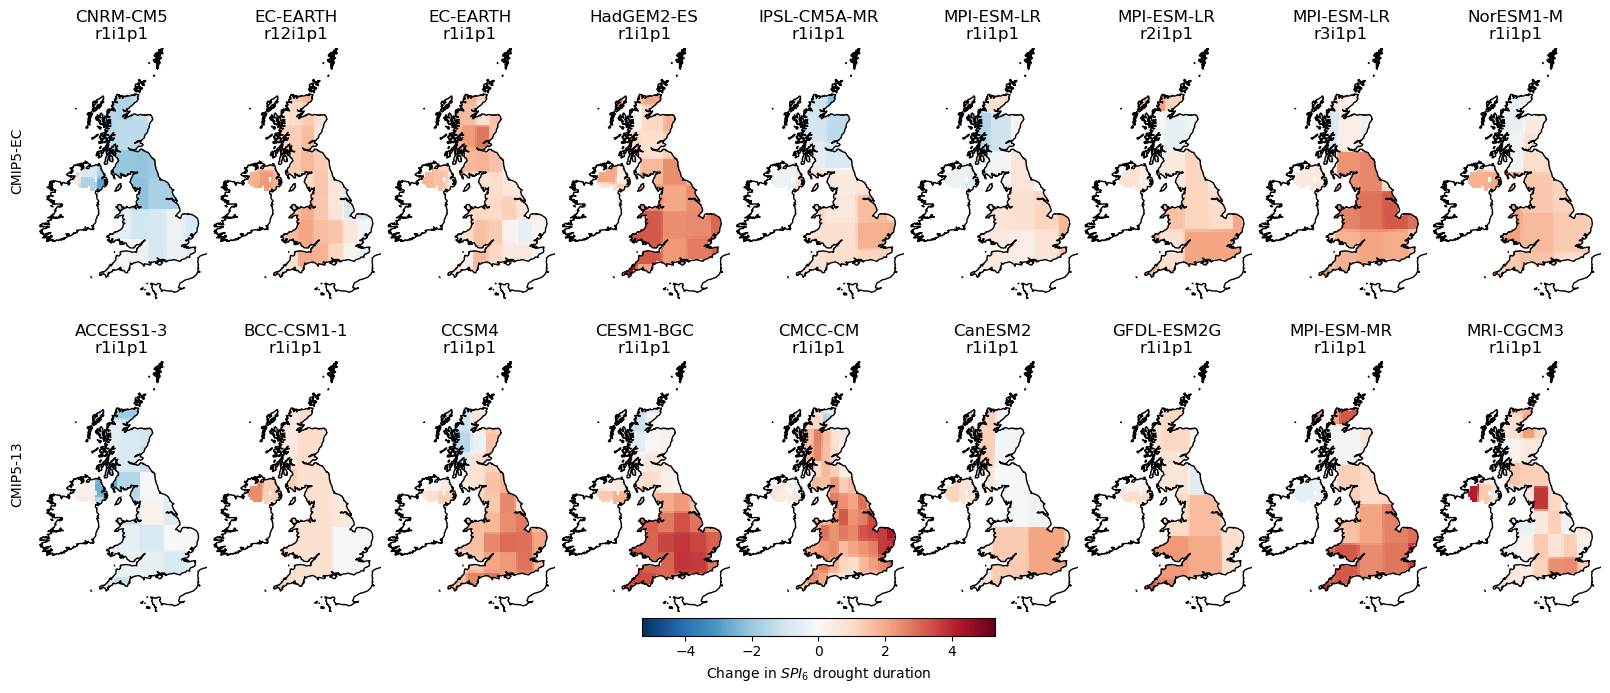 CNRM-CM5 EC-EARTH EC-EARTH HadGEM2-ES IPSL-CM5A-MR MPI-ESM-LR MPI-ESM-LR MPI-ESM-LR NorESM1-M
r1i1p1 r12i1p1 r1i1p1 r1i1p1 r1i1p1 r1i1p1 r2i1p1 r3i1p1 r1i1p1
CMIP5-EC
ACCESS1-3 BCC-CSM1-1 CCSM4 CESM1-BGC CMCC-CM CanESM2 GFDL-ESM2G MPI-ESM-MR MRI-CGCM3
r1i1p1 r1i1p1 r1i1p1 r1i1p1 r1i1p1 r1i1p1 r1i1p1 r1i1p1 r1i1p1
CMIP5-13
−4 −2 0 2 4
Change in SPI₆ drought duration